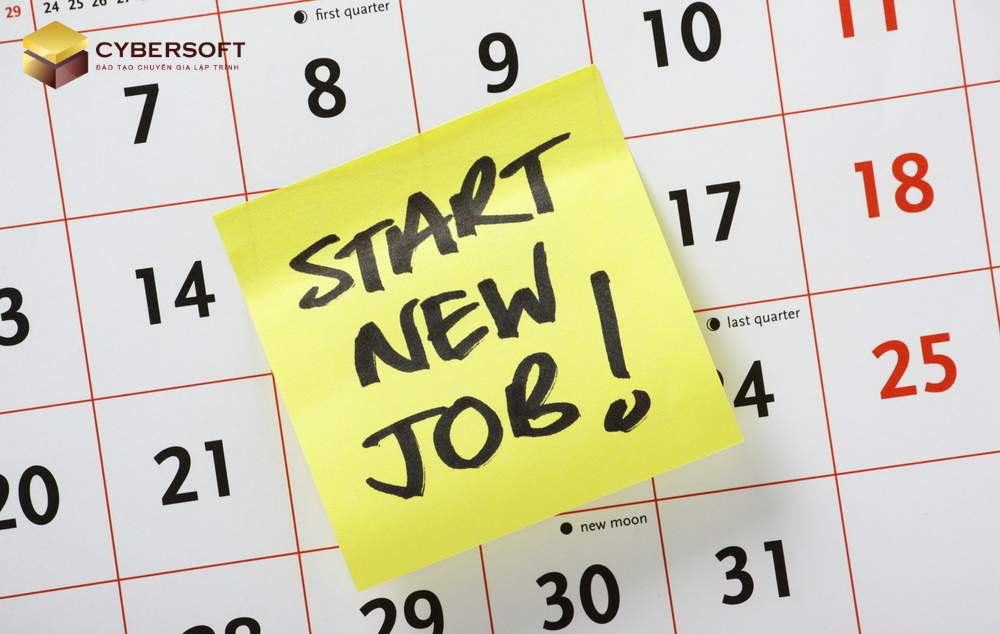 29 24 25 26 27
CYBERSOFT
ĐÀO TẠO CHUYÊN GIA LẬP TRÌNH
first quarter
7 8 9 10 11
START
NEW
JOB!
3 14 17 18
last quarter
20 21 24 25
new moon
28 29 30 31